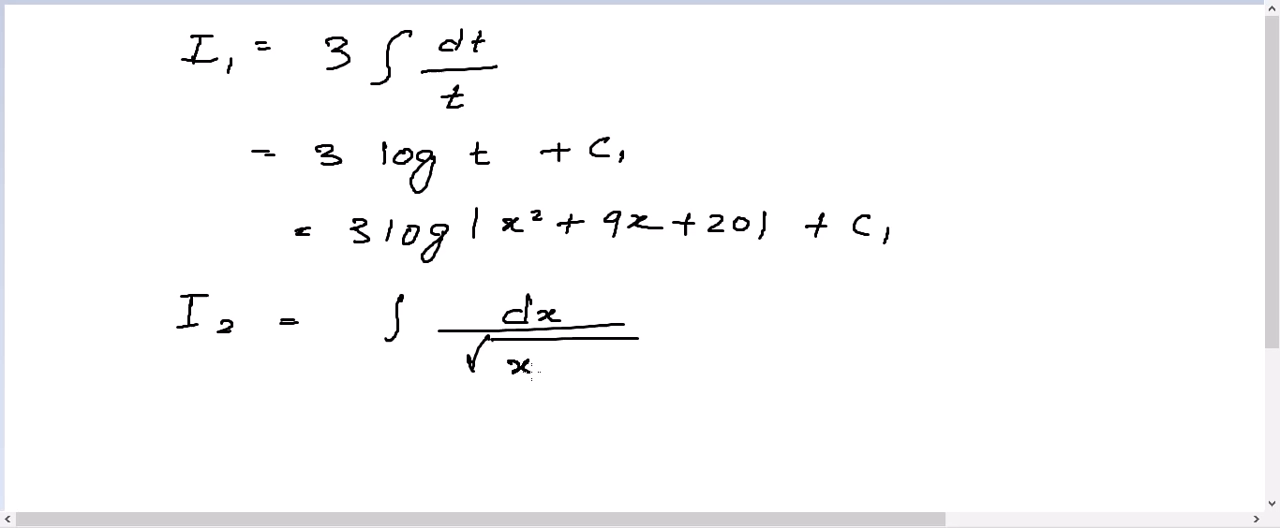 I₁ = 3 ∫ dt/t
= 3 log t + C₁
= 3 log | x² + 9x + 20 | + C₁
I₂ = ∫ dx/√x